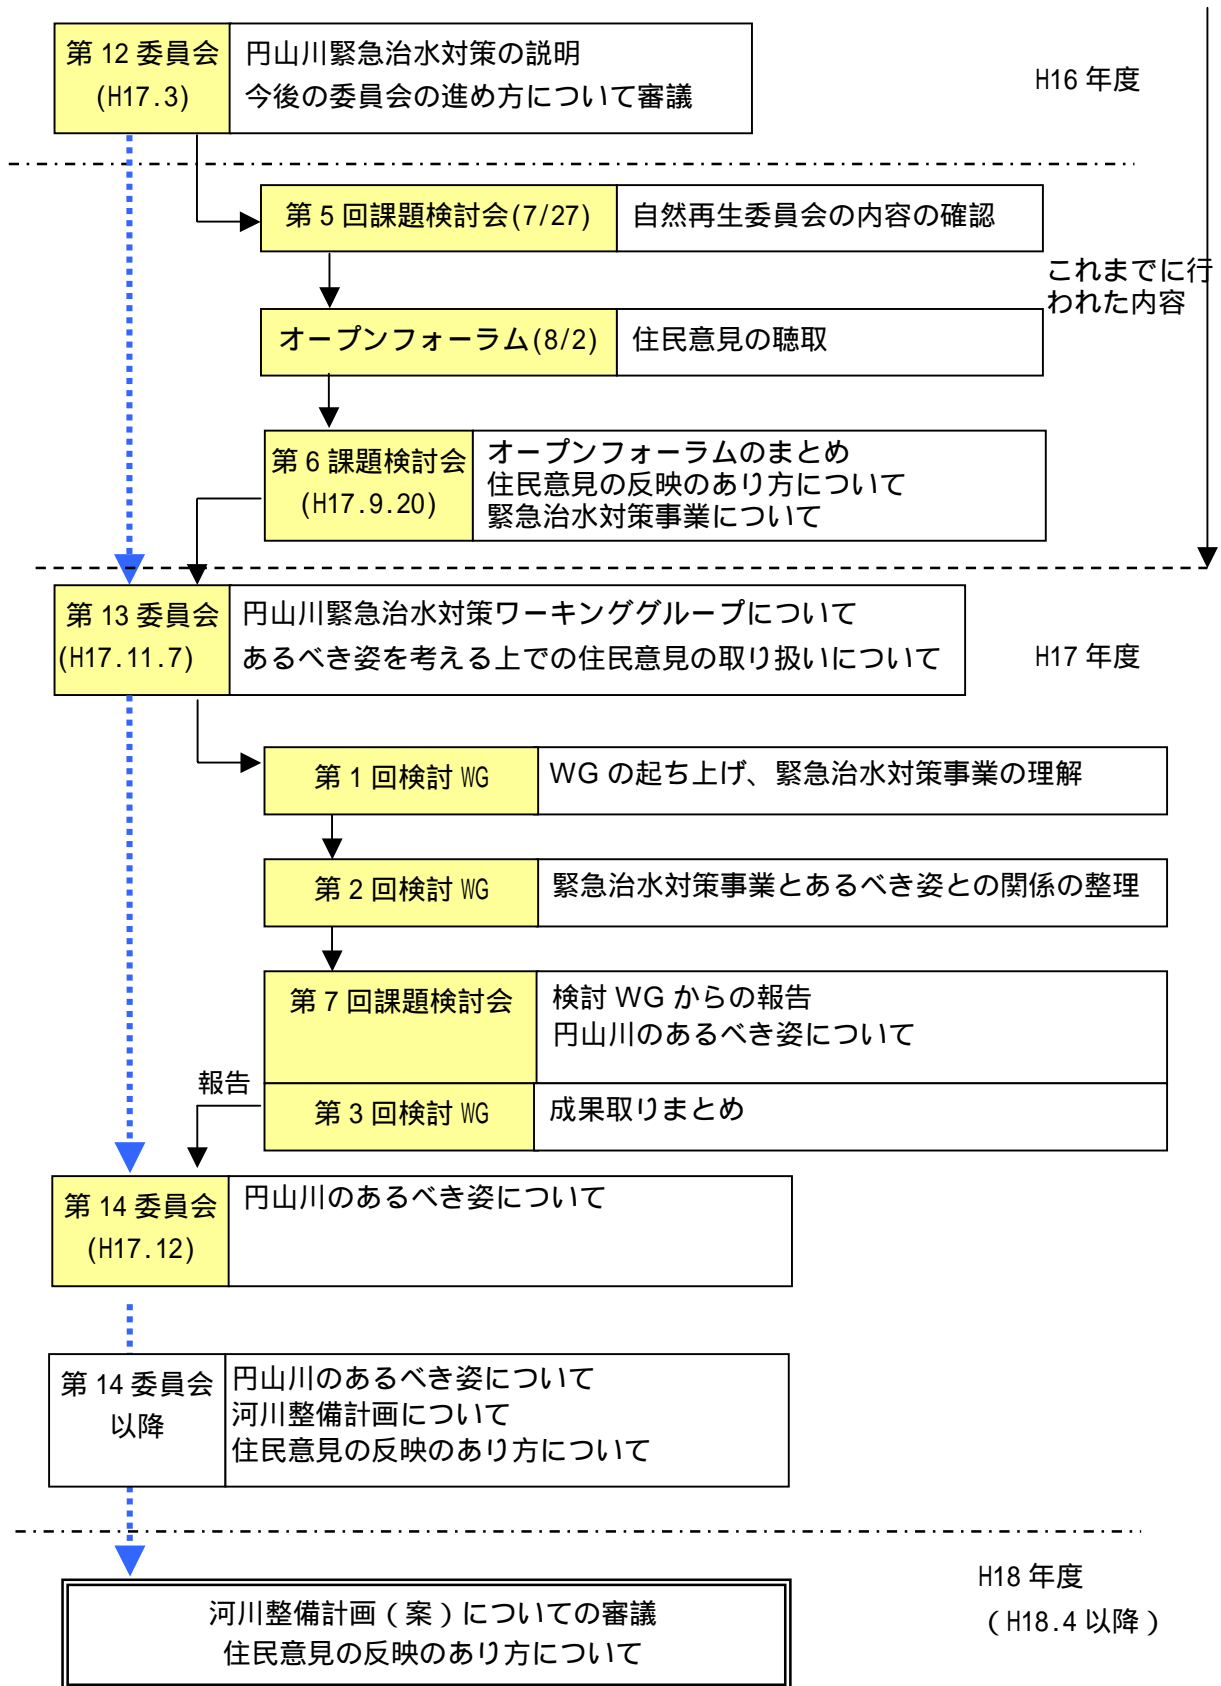 第 12 委員会
(H17.3)
円山川緊急治水対策の説明
今後の委員会の進め方について審議
H16 年度
第 5 回課題検討会(7/27)
自然再生委員会の内容の確認
これまでに行
われた内容
オープンフォーラム(8/2)
住民意見の聴取
第 6 課題検討会
(H17.9.20)
オープンフォーラムのまとめ
住民意見の反映のあり方について
緊急治水対策事業について
第 13 委員会
(H17.11.7)
円山川緊急治水対策ワーキンググループについて
あるべき姿を考える上での住民意見の取り扱いについて
H17 年度
第 1 回検討 WG
WG の起ち上げ、緊急治水対策事業の理解
第 2 回検討 WG
緊急治水対策事業とあるべき姿との関係の整理
第 7 回課題検討会
検討 WG からの報告
円山川のあるべき姿について
報告
第 3 回検討 WG
成果取りまとめ
第 14 委員会
(H17.12)
円山川のあるべき姿について
第 14 委員会
以降
円山川のあるべき姿について
河川整備計画について
住民意見の反映のあり方について
H18 年度
（H18.4 以降）
河川整備計画（案）についての審議
住民意見の反映のあり方について